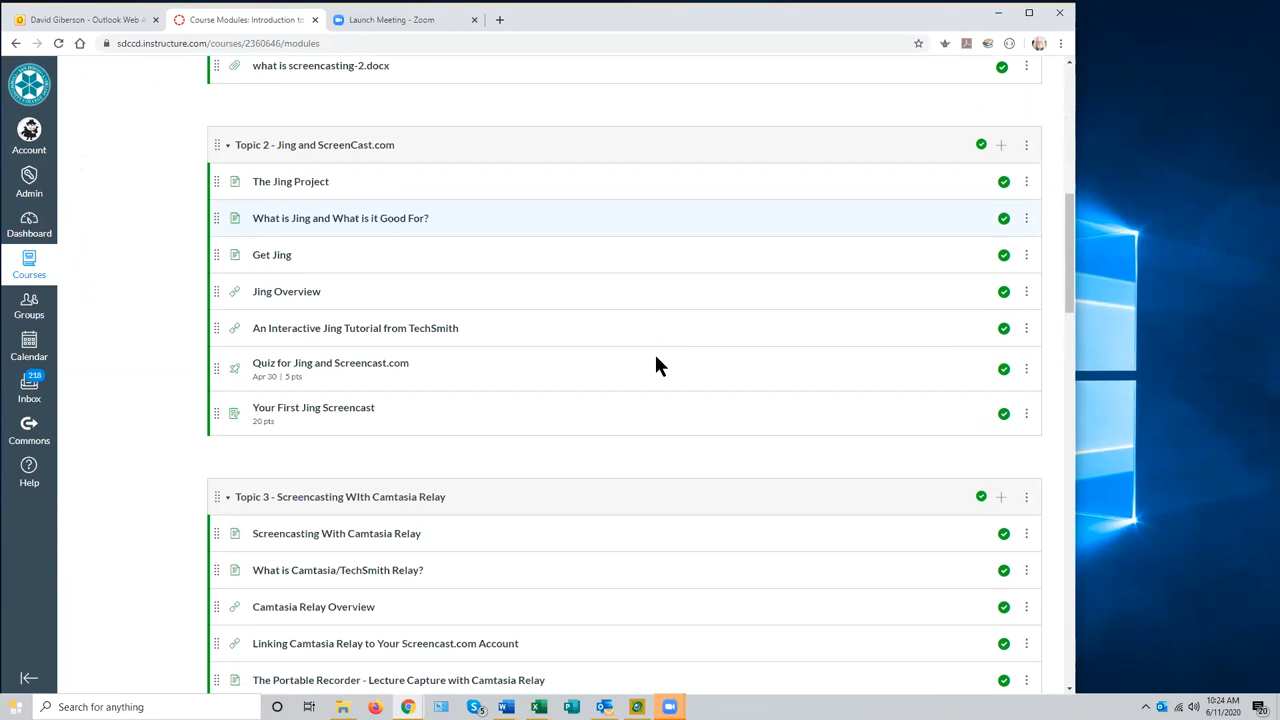 David Giberson - Outlook Web A
Course Modules: Introduction to
Launch Meeting - Zoom
sdccd.instructure.com/courses/2360646/modules
what is screencasting-2.docx
Account
Admin
Dashboard
Courses
Groups
Calendar
218
Inbox
Commons
Help
Topic 2 - Jing and ScreenCast.com
The Jing Project
What is Jing and What is it Good For?
Get Jing
Jing Overview
An Interactive Jing Tutorial from TechSmith
Quiz for Jing and Screencast.com
Apr 30 | 5 pts
Your First Jing Screencast
20 pts
Topic 3 - Screencasting WIth Camtasia Relay
Screencasting With Camtasia Relay
What is Camtasia/TechSmith Relay?
Camtasia Relay Overview
Linking Camtasia Relay to Your Screencast.com Account
The Portable Recorder - Lecture Capture with Camtasia Relay
Search for anything
5
10:24 AM
6/11/2020
20